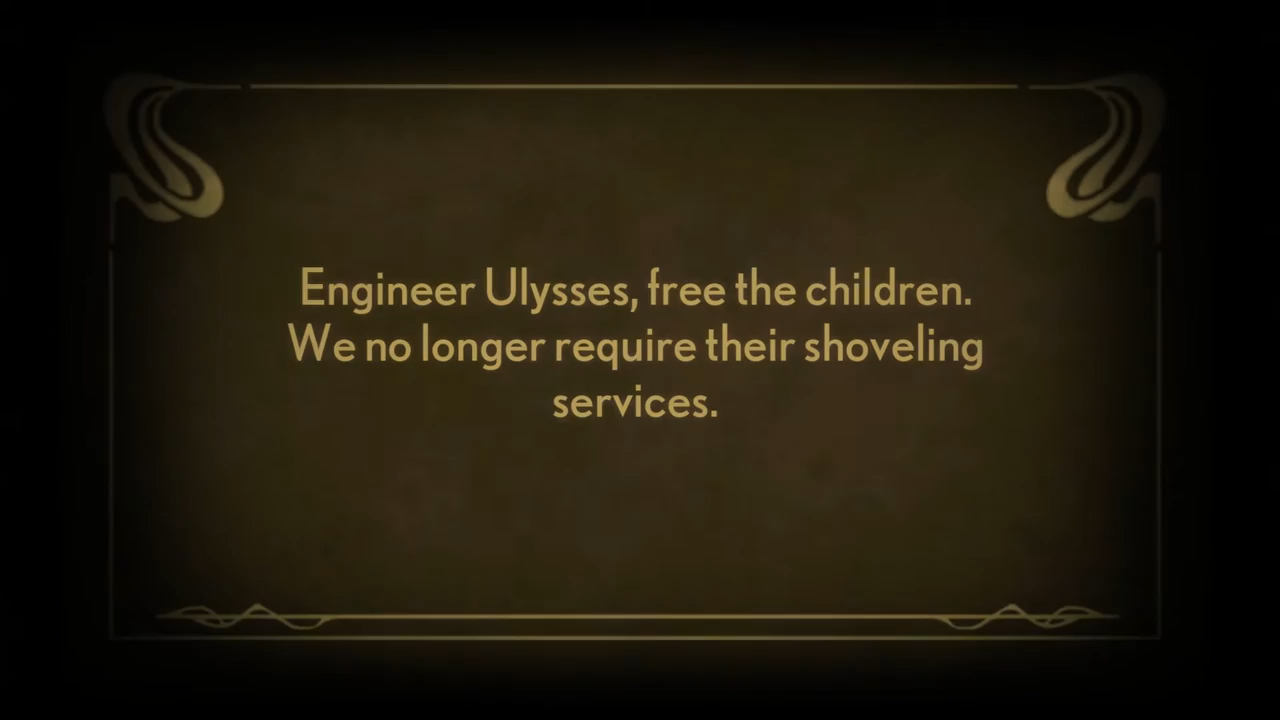 Engineer Ulysses, free the children.
We no longer require their shoveling
services.